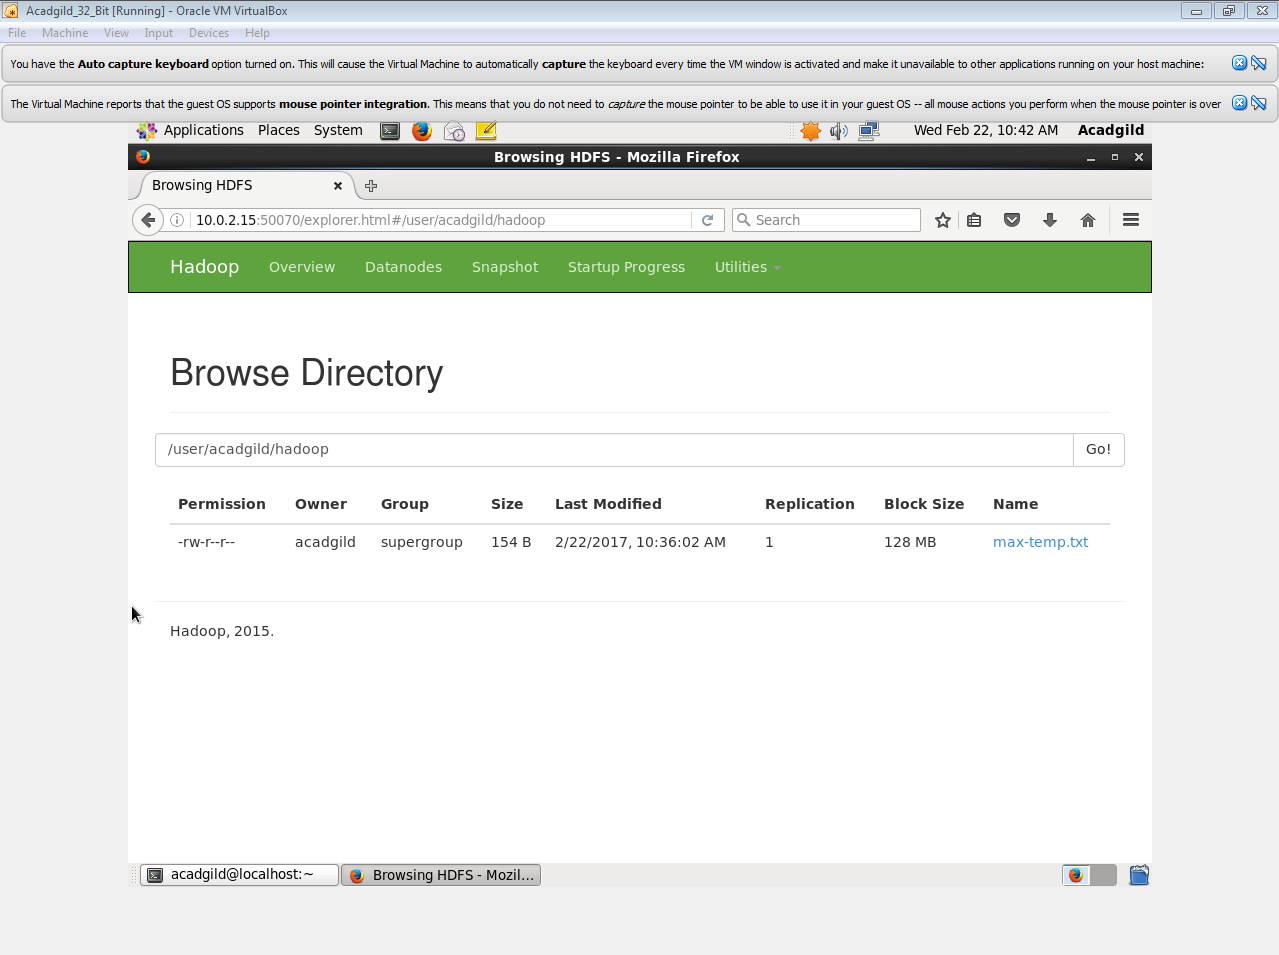 Acadgild_32_Bit [Running] - Oracle VM VirtualBox
File Machine View Input Devices Help
You have the Auto capture keyboard option turned on. This will cause the Virtual Machine to automatically capture the keyboard every time the VM window is activated and make it unavailable to other applications running on your host machine:
The Virtual Machine reports that the guest OS supports mouse pointer integration. This means that you do not need to capture the mouse pointer to be able to use it in your guest OS -- all mouse actions you perform when the mouse pointer is over
Applications Places System Wed Feb 22, 10:42 AM Acadgild
Browsing HDFS - Mozilla Firefox
Browsing HDFS
10.0.2.15:50070/explorer.html#/user/acadgild/hadoop Search
Hadoop Overview Datanodes Snapshot Startup Progress Utilities
Browse Directory
/user/acadgild/hadoop Go!
Permission Owner Group Size Last Modified Replication Block Size Name
-rw-r--r-- acadgild supergroup 154 B 2/22/2017, 10:36:02 AM 1 128 MB max-temp.txt
Hadoop, 2015.
acadgild@localhost:~ Browsing HDFS - Mozil...